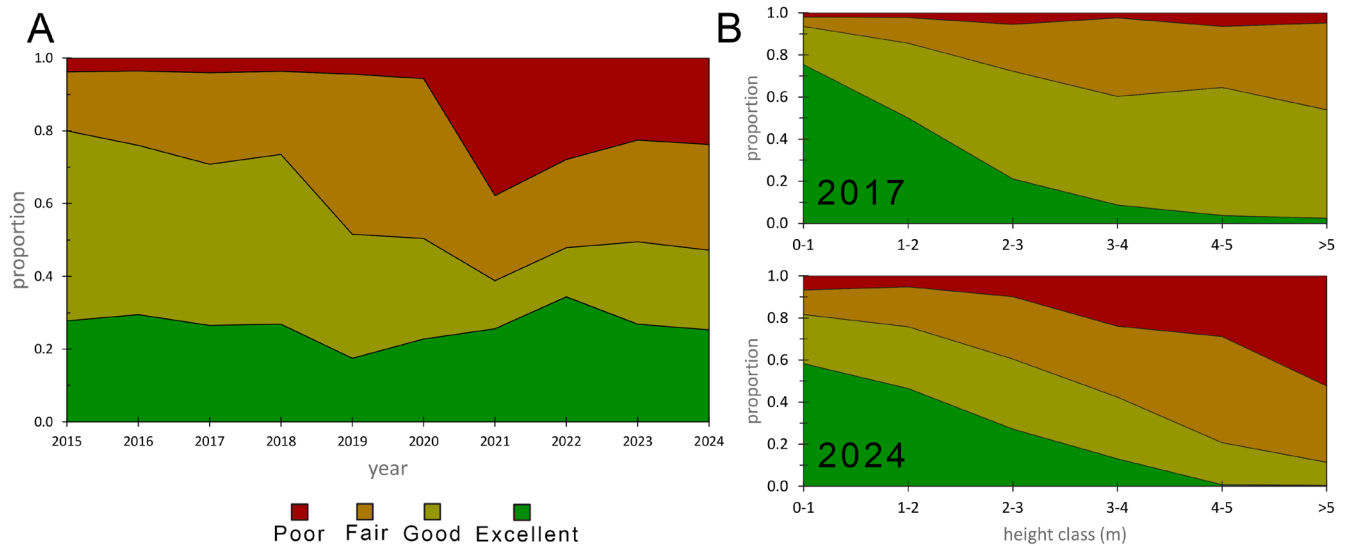 A
1.0
0.8
0.6
0.4
0.2
0.0
proportion
2015 2016 2017 2018 2019 2020 2021 2022 2023 2024
year
Poor Fair Good Excellent
B
1.0
0.8
0.6
0.4
0.2
0.0
proportion
2017
0-1 1-2 2-3 3-4 4-5 >5
1.0
0.8
0.6
0.4
0.2
0.0
proportion
2024
0-1 1-2 2-3 3-4 4-5 >5
height class (m)